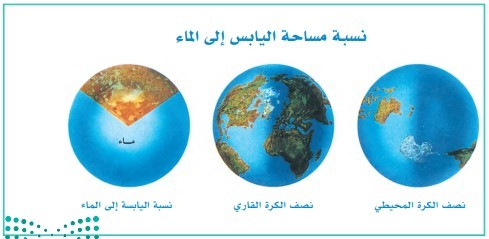 نسبة مساحة اليابس إلى الماء
ماء
نصف الكرة المحيطي
نصف الكرة القاري
نسبة اليابسة إلى الماء